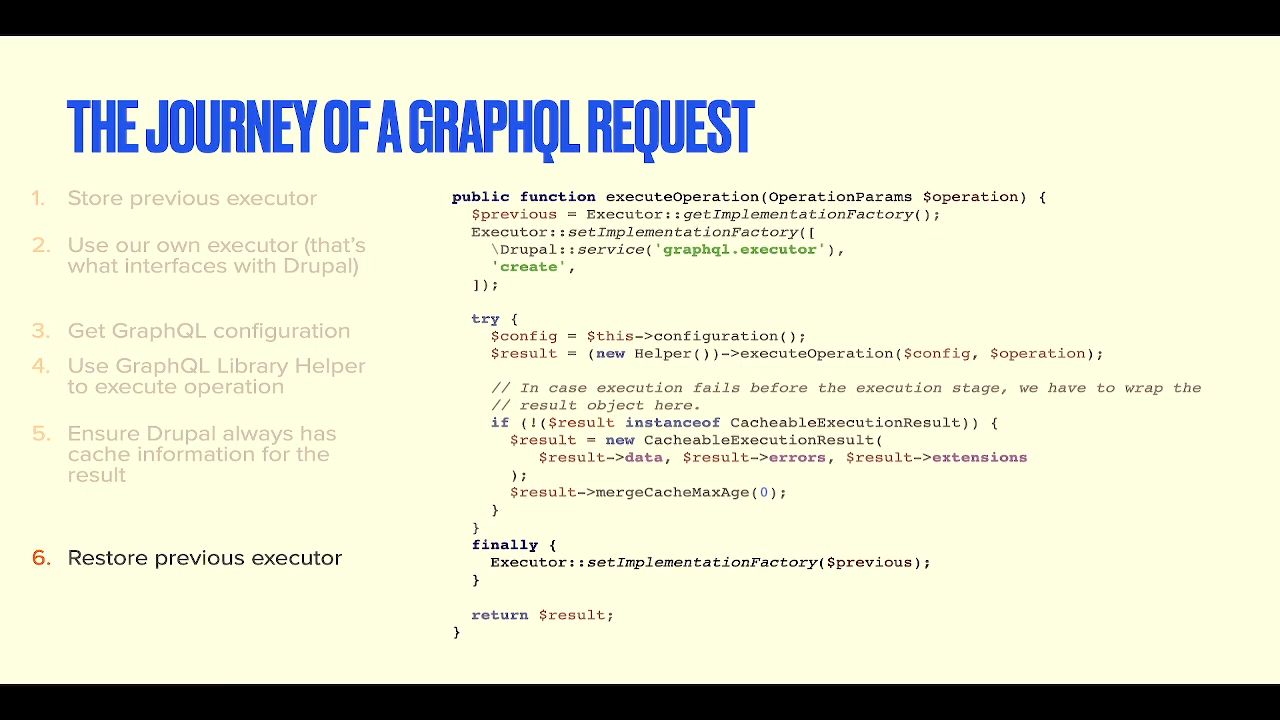 THE JOURNEY OF A GRAPHQL REQUEST
1. Store previous executor
2. Use our own executor (that's
what interfaces with Drupal)
3. Get GraphQL configuration
4. Use GraphQL Library Helper
to execute operation
5. Ensure Drupal always has
cache information for the
result
6. Restore previous executor
public function executeOperation(OperationParams $operation) {
  $previous = Executor::getImplementationFactory();
  Executor::setImplementationFactory([
    \Drupal::service('graphql.executor'),
    'create',
  ]);

  try {
    $config = $this->configuration();
    $result = (new Helper())->executeOperation($config, $operation);

    // In case execution fails before the execution stage, we have to wrap the
    // result object here.
    if (!($result instanceof CacheableExecutionResult)) {
      $result = new CacheableExecutionResult(
         $result->data, $result->errors, $result->extensions
      );
      $result->mergeCacheMaxAge(0);
    }
  }
  finally {
    Executor::setImplementationFactory($previous);
  }

  return $result;
}